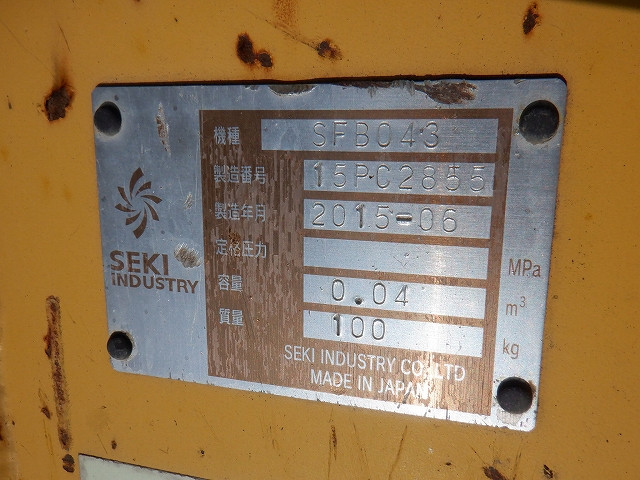 SEKI
INDUSTRY
機種 SFB043
製造番号 15PC2855
製造年月 2015-06
定格圧力 MPa
容量 0.04 m³
質量 100 kg
SEKI INDUSTRY CO.,LTD
MADE IN JAPAN